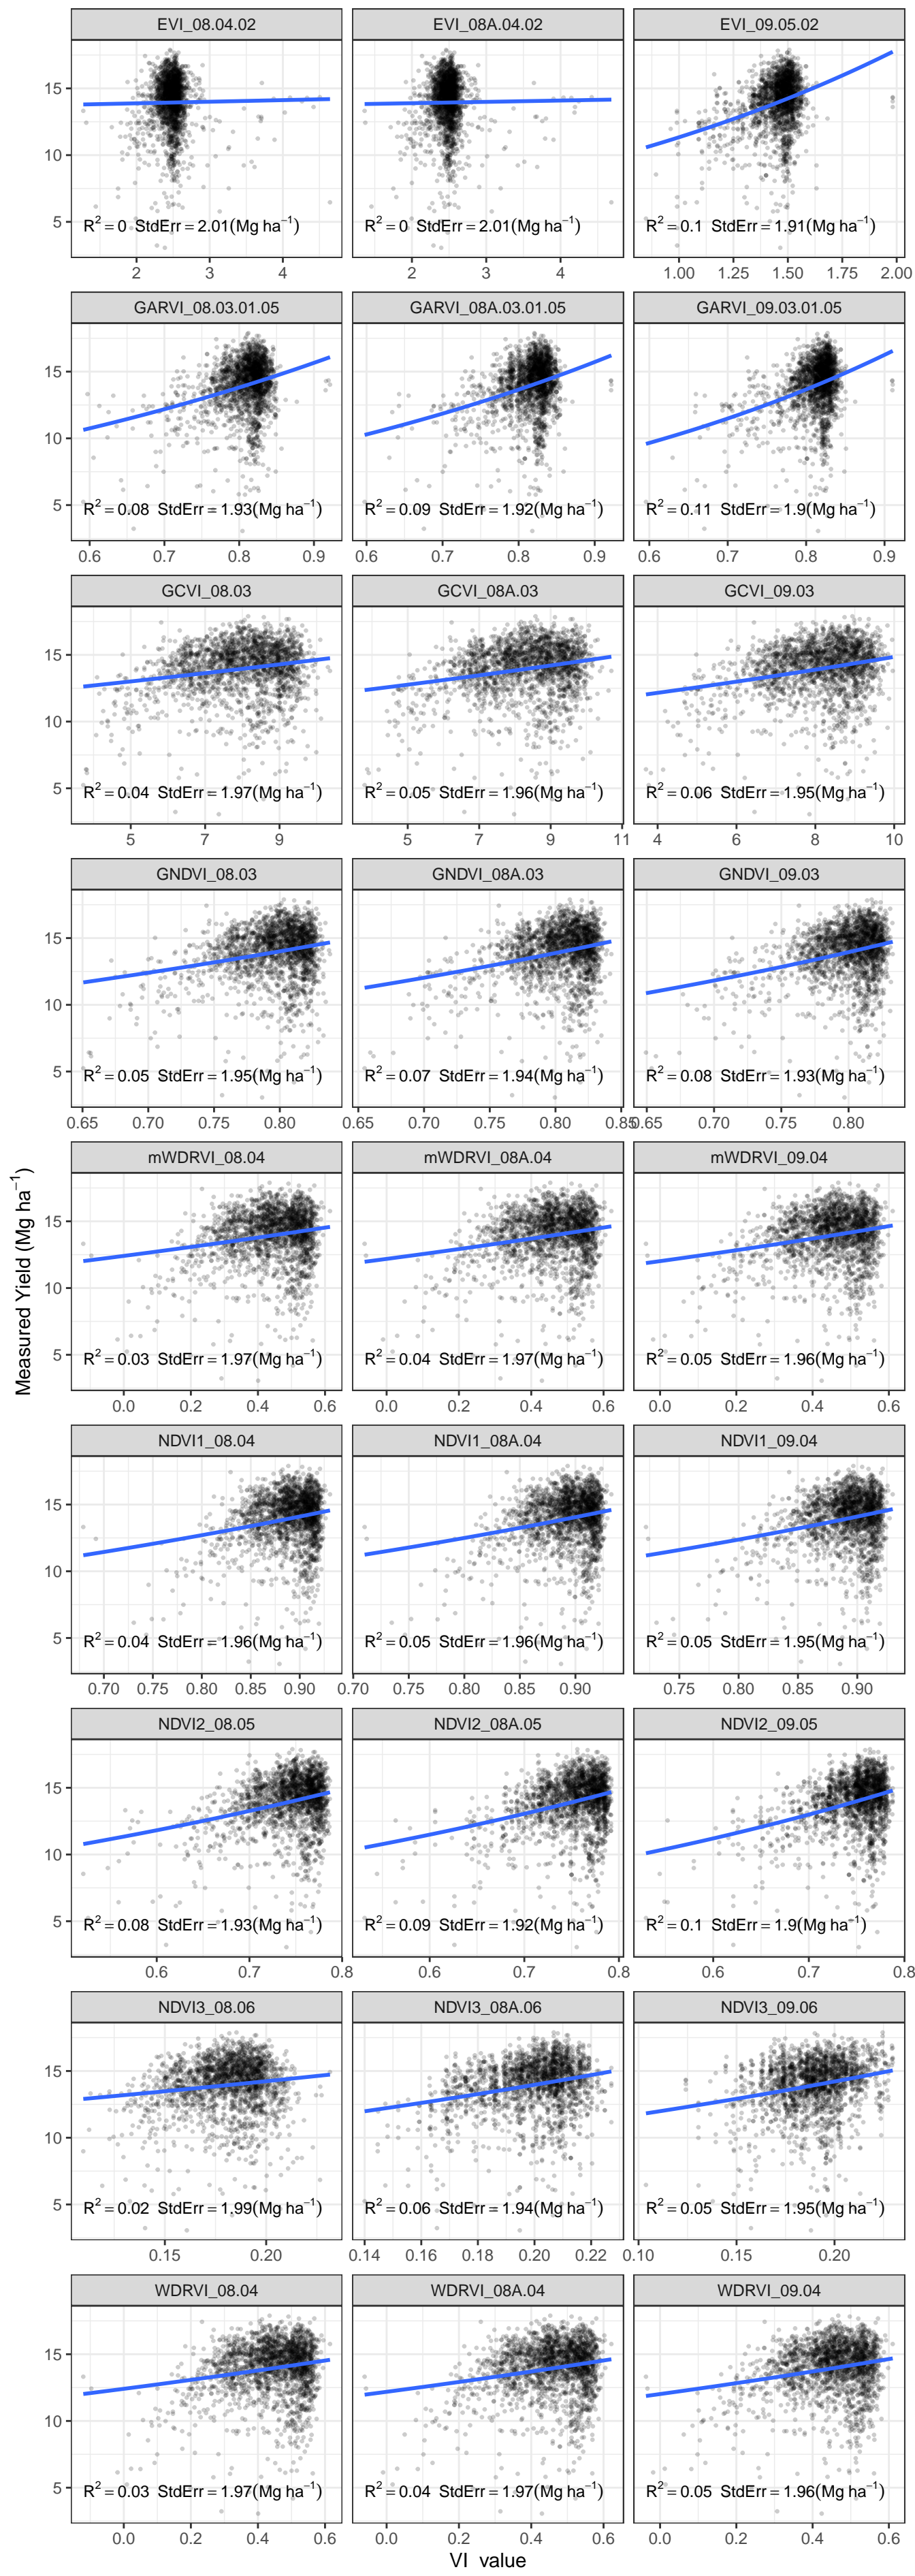 EVI_08.04.02 EVI_08A.04.02 EVI_09.05.02
15
10
5
R² = 0 StdErr = 2.01(Mg ha⁻¹) R² = 0 StdErr = 2.01(Mg ha⁻¹) R² = 0.1 StdErr = 1.91(Mg ha⁻¹)
2 3 4 2 3 4 1.00 1.25 1.50 1.75 2.00
GARVI_08.03.01.05 GARVI_08A.03.01.05 GARVI_09.03.01.05
15
10
5
R² = 0.08 StdErr = 1.93(Mg ha⁻¹) R² = 0.09 StdErr = 1.92(Mg ha⁻¹) R² = 0.11 StdErr = 1.9(Mg ha⁻¹)
0.6 0.7 0.8 0.9 0.6 0.7 0.8 0.9 0.6 0.7 0.8 0.9
GCVI_08.03 GCVI_08A.03 GCVI_09.03
15
10
5
R² = 0.04 StdErr = 1.97(Mg ha⁻¹) R² = 0.05 StdErr = 1.96(Mg ha⁻¹) R² = 0.06 StdErr = 1.95(Mg ha⁻¹)
5 7 9 5 7 9 11 4 6 8 10
GNDVI_08.03 GNDVI_08A.03 GNDVI_09.03
15
10
5
R² = 0.05 StdErr = 1.95(Mg ha⁻¹) R² = 0.07 StdErr = 1.94(Mg ha⁻¹) R² = 0.08 StdErr = 1.93(Mg ha⁻¹)
0.65 0.70 0.75 0.80 0.65 0.70 0.75 0.80 0.85 0.65 0.70 0.75 0.80
mWDRVI_08.04 mWDRVI_08A.04 mWDRVI_09.04
Measured Yield (Mg ha⁻¹)
15
10
5
R² = 0.03 StdErr = 1.97(Mg ha⁻¹) R² = 0.04 StdErr = 1.97(Mg ha⁻¹) R² = 0.05 StdErr = 1.96(Mg ha⁻¹)
0.0 0.2 0.4 0.6 0.0 0.2 0.4 0.6 0.0 0.2 0.4 0.6
NDVI1_08.04 NDVI1_08A.04 NDVI1_09.04
15
10
5
R² = 0.04 StdErr = 1.96(Mg ha⁻¹) R² = 0.05 StdErr = 1.96(Mg ha⁻¹) R² = 0.05 StdErr = 1.95(Mg ha⁻¹)
0.70 0.75 0.80 0.85 0.90 0.70 0.75 0.80 0.85 0.90 0.75 0.80 0.85 0.90
NDVI2_08.05 NDVI2_08A.05 NDVI2_09.05
15
10
5
R² = 0.08 StdErr = 1.93(Mg ha⁻¹) R² = 0.09 StdErr = 1.92(Mg ha⁻¹) R² = 0.1 StdErr = 1.9(Mg ha⁻¹)
0.6 0.7 0.8 0.6 0.7 0.8 0.6 0.7 0.8
NDVI3_08.06 NDVI3_08A.06 NDVI3_09.06
15
10
5
R² = 0.02 StdErr = 1.99(Mg ha⁻¹) R² = 0.06 StdErr = 1.94(Mg ha⁻¹) R² = 0.05 StdErr = 1.95(Mg ha⁻¹)
0.15 0.20 0.14 0.16 0.18 0.20 0.22 0.10 0.15 0.20
WDRVI_08.04 WDRVI_08A.04 WDRVI_09.04
15
10
5
R² = 0.03 StdErr = 1.97(Mg ha⁻¹) R² = 0.04 StdErr = 1.97(Mg ha⁻¹) R² = 0.05 StdErr = 1.96(Mg ha⁻¹)
0.0 0.2 0.4 0.6 0.0 0.2 0.4 0.6 0.0 0.2 0.4 0.6
VI value